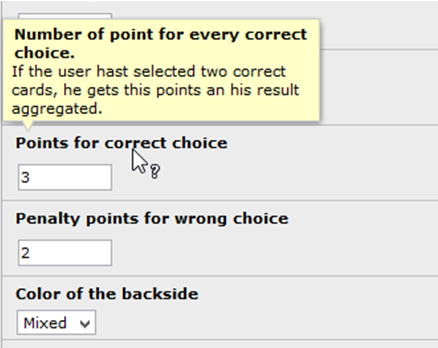 Number of point for every correct
choice.
If the user hast selected two correct
cards, he gets this points an his result
aggregated.
Points for correct choice
3
Penalty points for wrong choice
2
Color of the backside
Mixed